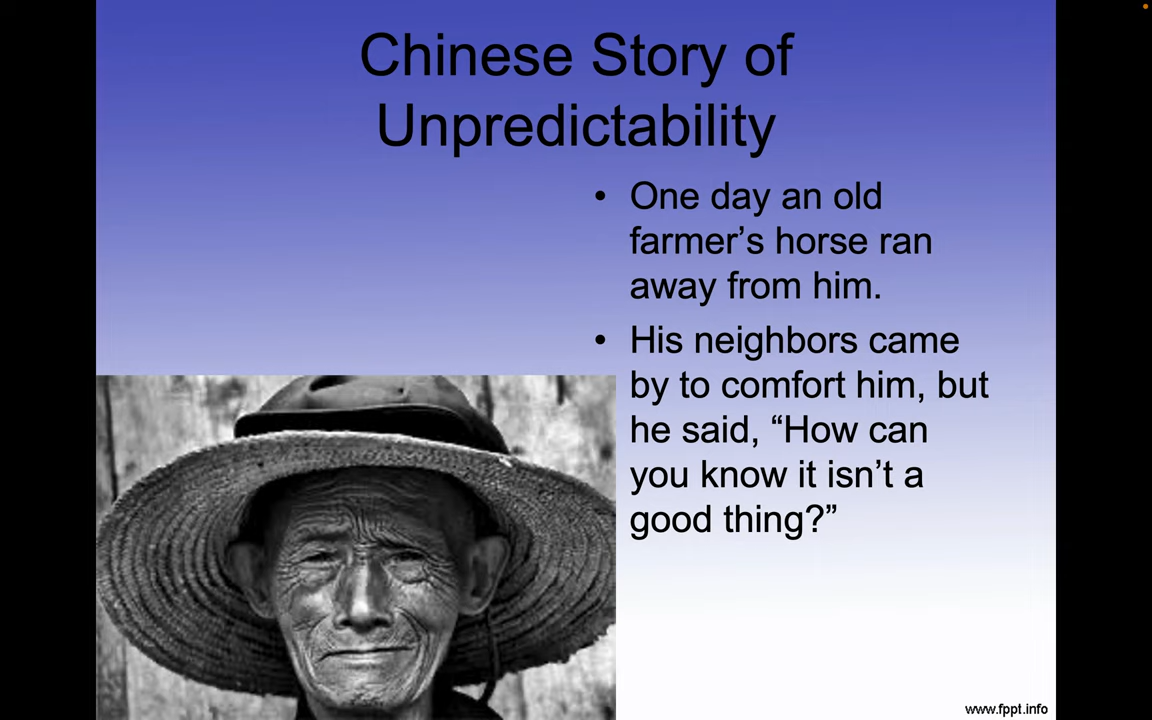 Chinese Story of
Unpredictability
• One day an old
farmer’s horse ran
away from him.
• His neighbors came
by to comfort him, but
he said, “How can
you know it isn’t a
good thing?”
www.fppt.info